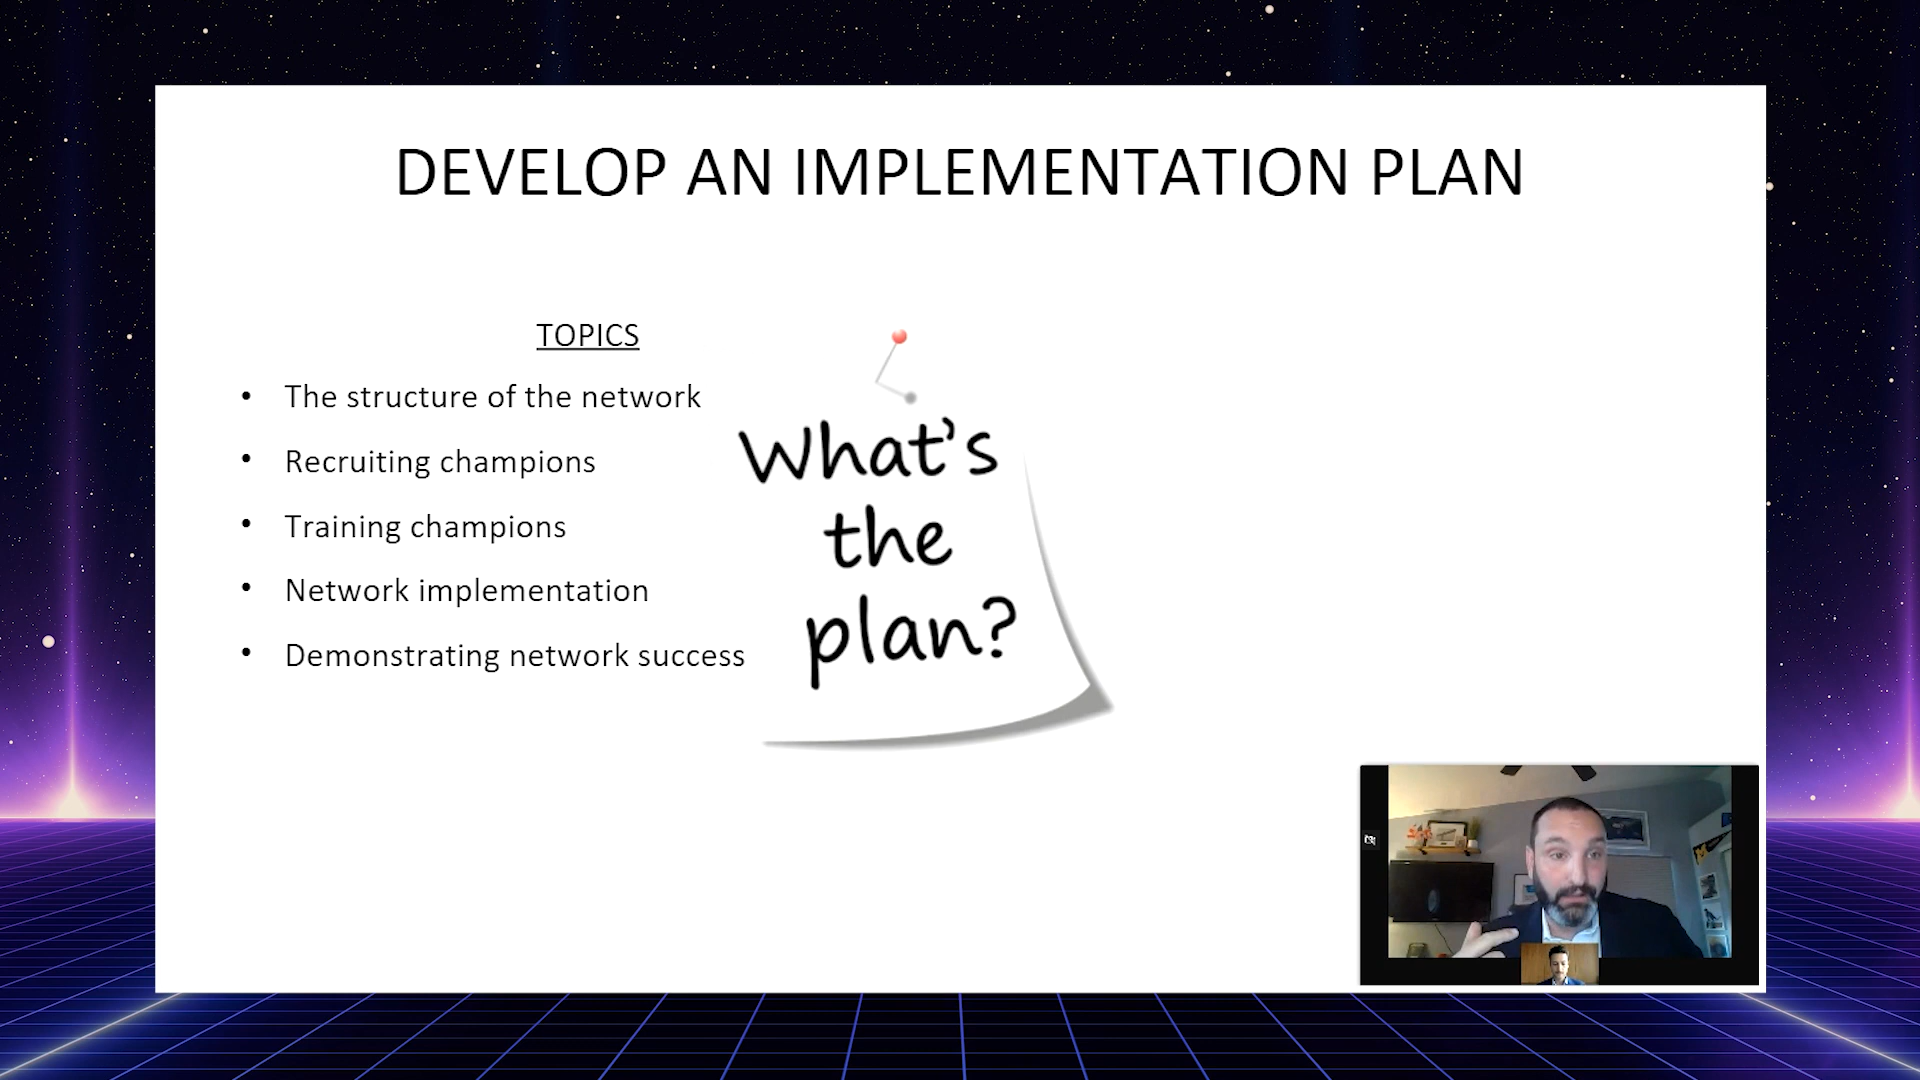 DEVELOP AN IMPLEMENTATION PLAN
TOPICS
• The structure of the network
• Recruiting champions
• Training champions
• Network implementation
• Demonstrating network success
What's
the
plan?